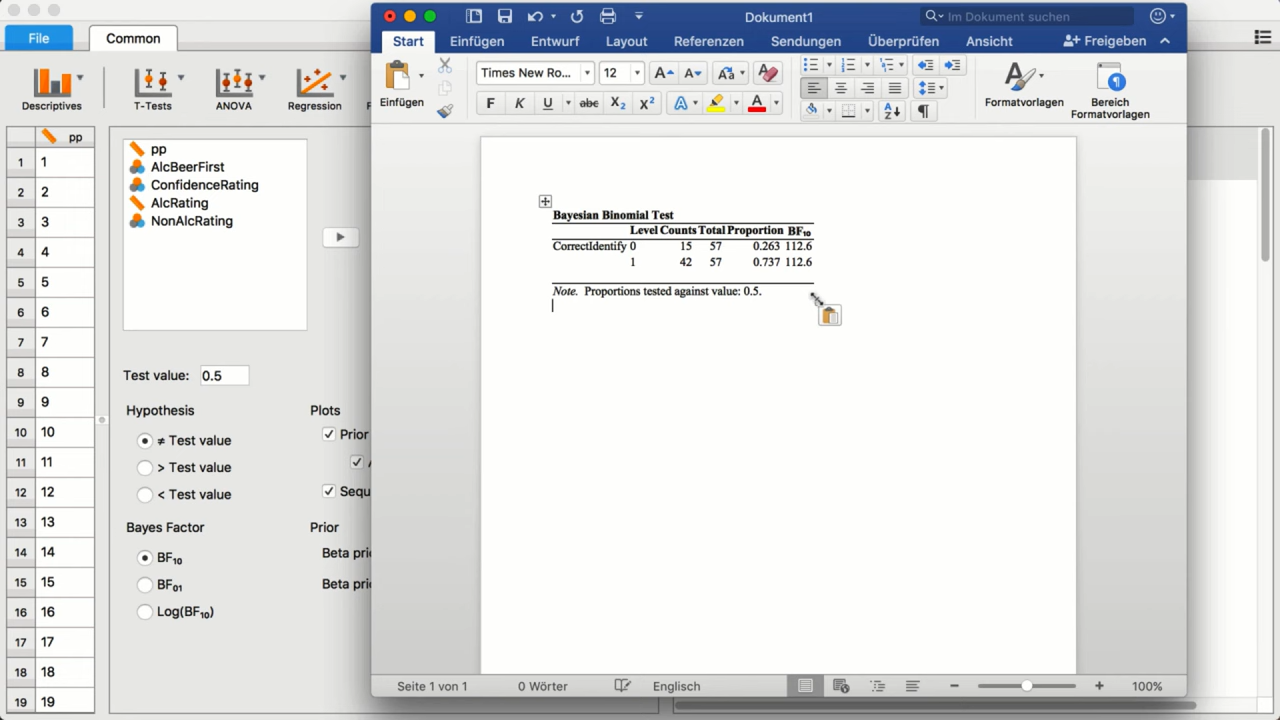 File
Common
Descriptives
T-Tests
ANOVA
Regression
F
pp
1 1
2 2
3 3
4 4
5 5
6 6
7 7
8 8
9 9
10 10
11 11
12 12
13 13
14 14
15 15
16 16
17 17
18 18
19 19
pp
AlcBeerFirst
ConfidenceRating
AlcRating
NonAlcRating
Test value: 0.5
Hypothesis
≠ Test value
> Test value
< Test value
Bayes Factor
BF₁₀
BF₀₁
Log(BF₁₀)
Plots
Prior
A
Sequ
Prior
Beta pri
Beta pri
Dokument1
Im Dokument suchen
Start Einfügen Entwurf Layout Referenzen Sendungen Überprüfen Ansicht Freigeben
Einfügen
Times New Ro... 12
F K U abc X₂ X²
Formatvorlagen
Bereich
Formatvorlagen
Bayesian Binomial Test
Level Counts Total Proportion BF₁₀
CorrectIdentify 0 15 57 0.263 112.6
1 42 57 0.737 112.6
Note. Proportions tested against value: 0.5.
Seite 1 von 1 0 Wörter Englisch 100%